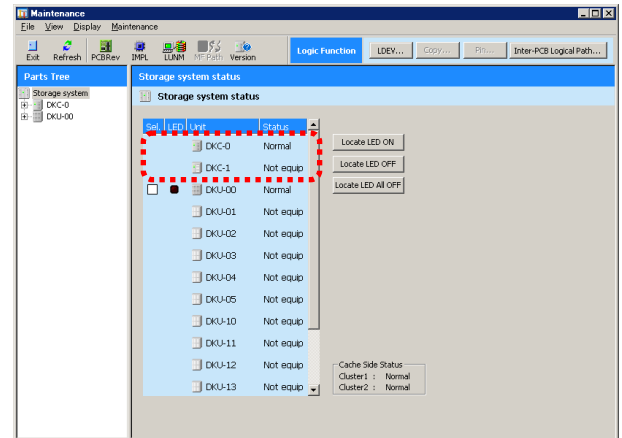 Maintenance
File View Display Maintenance
Exit Refresh PCBRev IMPL LUNM MF Path Version Logic Function LDEV... Copy... Pin... Inter-PCB Logical Path...
Parts Tree
Storage system
DKC-0
DKU-00
Storage system status
Storage system status
Sel. LED Unit Status
DKC-0 Normal
DKC-1 Not equip
DKU-00 Normal
DKU-01 Not equip
DKU-02 Not equip
DKU-03 Not equip
DKU-04 Not equip
DKU-05 Not equip
DKU-10 Not equip
DKU-11 Not equip
DKU-12 Not equip
DKU-13 Not equip
Locate LED ON
Locate LED OFF
Locate LED All OFF
Cache Side Status
Cluster1 : Normal
Cluster2 : Normal